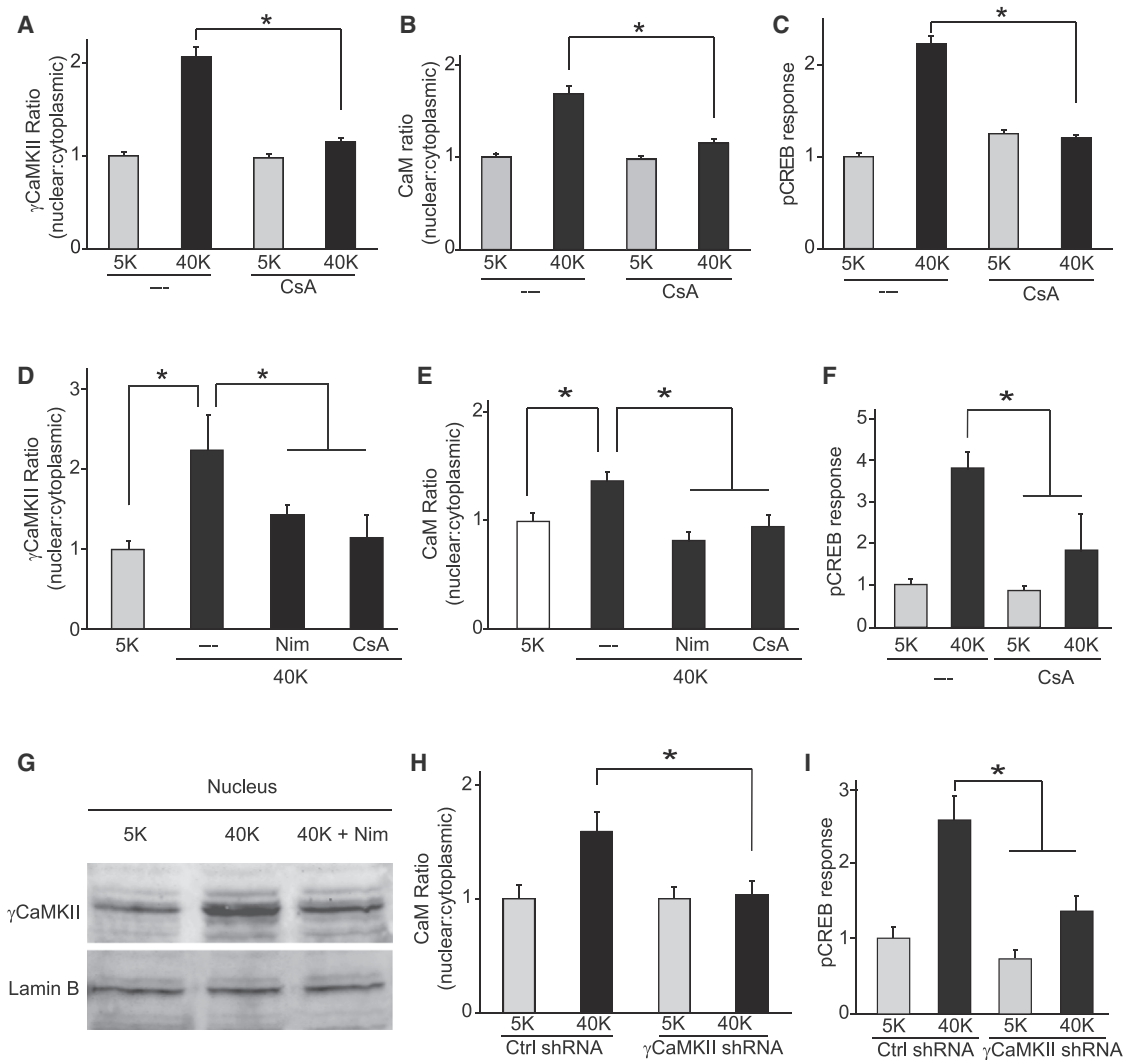 A
γCaMKII Ratio
(nuclear:cytoplasmic)
2
1
0
*
5K 40K 5K 40K
--- CsA
B
CaM ratio
(nuclear:cytoplasmic)
2
1
0
*
5K 40K 5K 40K
--- CsA
C
pCREB response
2
1
0
*
5K 40K 5K 40K
--- CsA
D
γCaMKII Ratio
(nuclear:cytoplasmic)
3
2
1
0
* *
5K --- Nim CsA
40K
E
CaM Ratio
(nuclear:cytoplasmic)
2
1
0
* *
5K --- Nim CsA
40K
F
pCREB response
5
4
3
2
1
0
*
5K 40K 5K 40K
--- CsA
G
Nucleus
5K 40K 40K + Nim
γCaMKII
Lamin B
H
CaM Ratio
(nuclear:cytoplasmic)
2
1
0
*
5K 40K 5K 40K
Ctrl shRNA γCaMKII shRNA
I
pCREB response
3
2
1
0
*
5K 40K 5K 40K
Ctrl shRNA γCaMKII shRNA